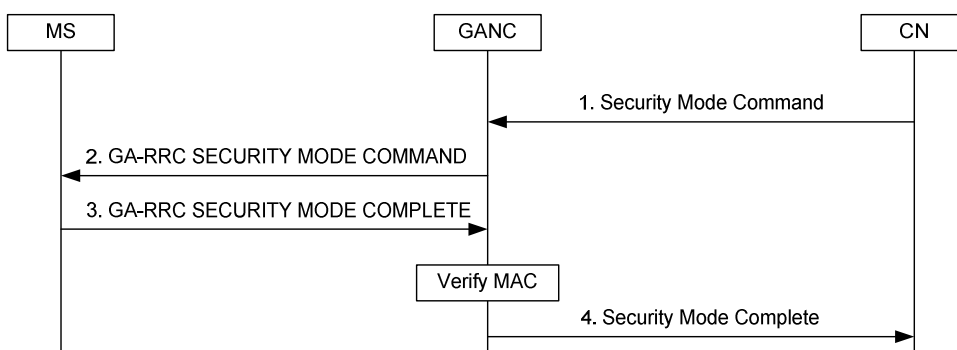 MS
GANC
CN
1. Security Mode Command
2. GA-RRC SECURITY MODE COMMAND
3. GA-RRC SECURITY MODE COMPLETE
Verify MAC
4. Security Mode Complete